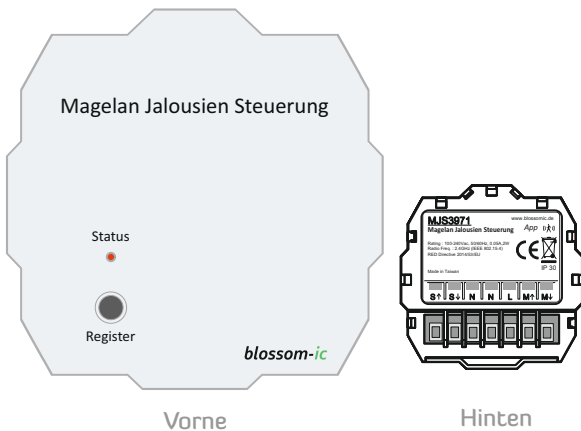 Magelan Jalousien Steuerung
Status
Register
blossom-ic
Vorne
MJS3971
www.blossomic.de
Magelan Jalousien Steuerung
App
Rating : 100-240Vac, 50/60Hz, 0.03A,2W
Radio Freq. : 2.4GHz (IEEE 802.15.4)
RED Directive 2014/53/EU
CE
IP 30
Made in Taiwan
S↑ S↓ N N L M↑ M↓
Hinten